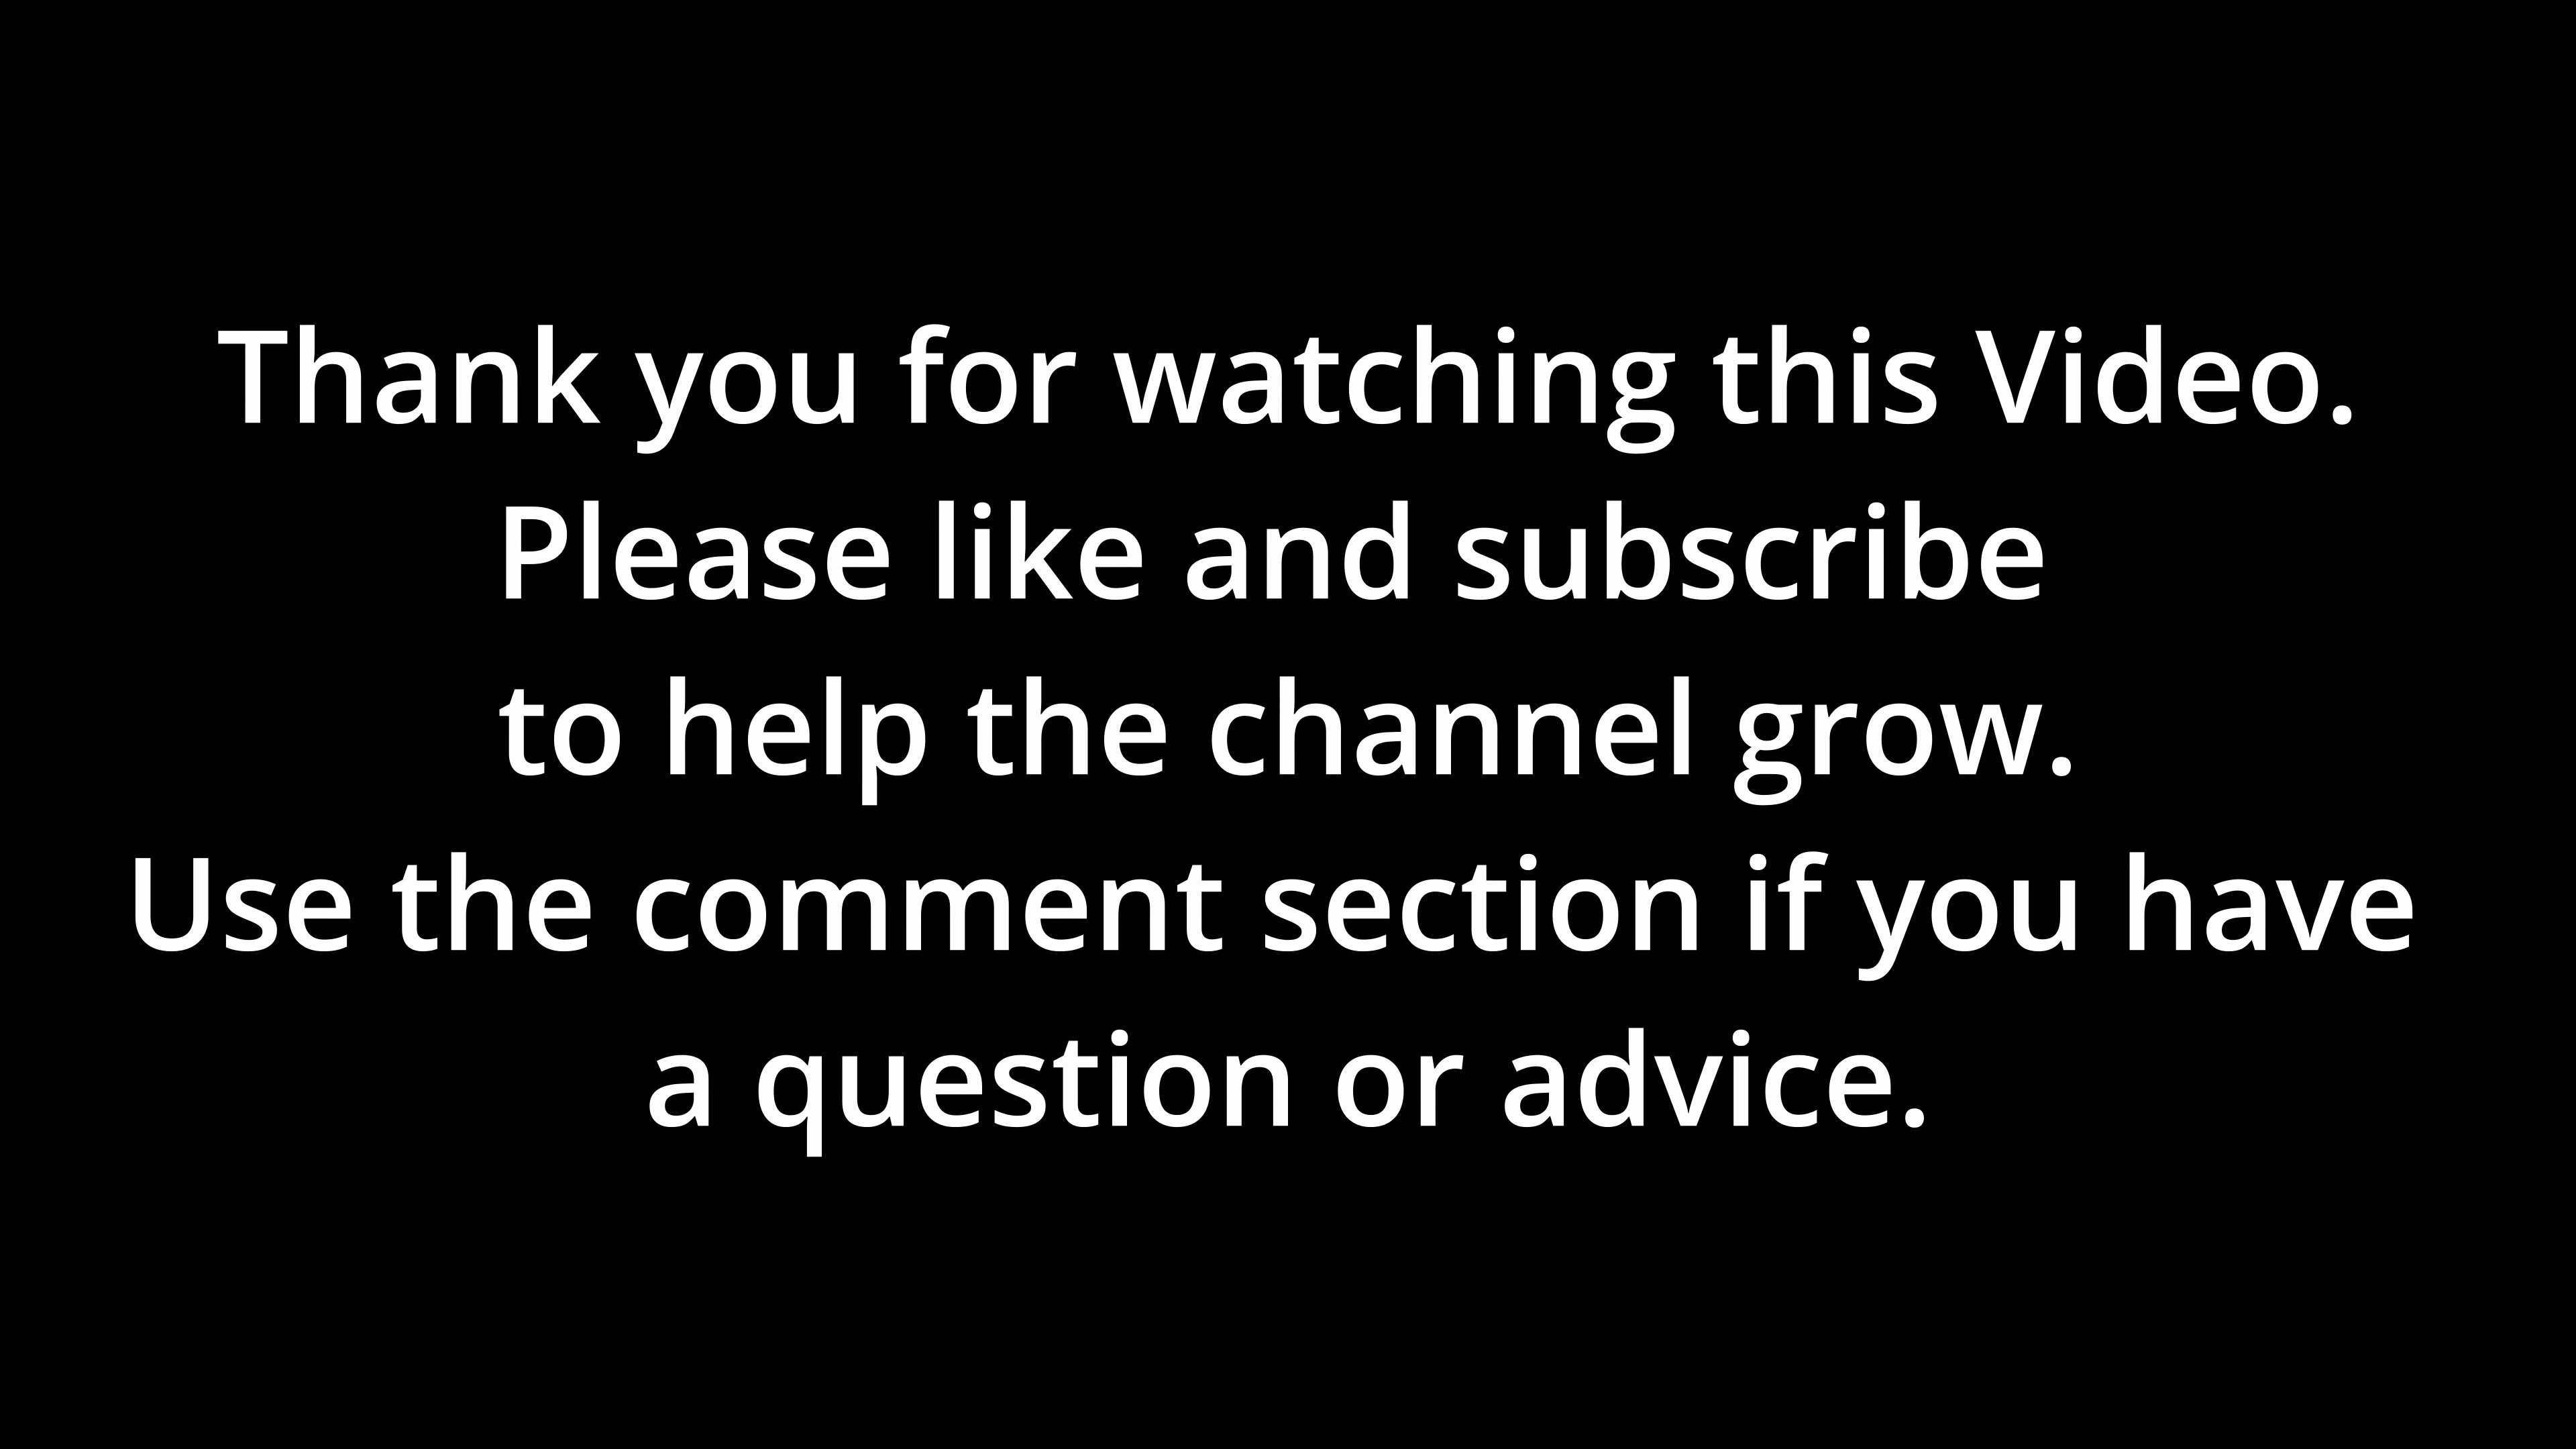 Thank you for watching this Video.
Please like and subscribe
to help the channel grow.
Use the comment section if you have
a question or advice.